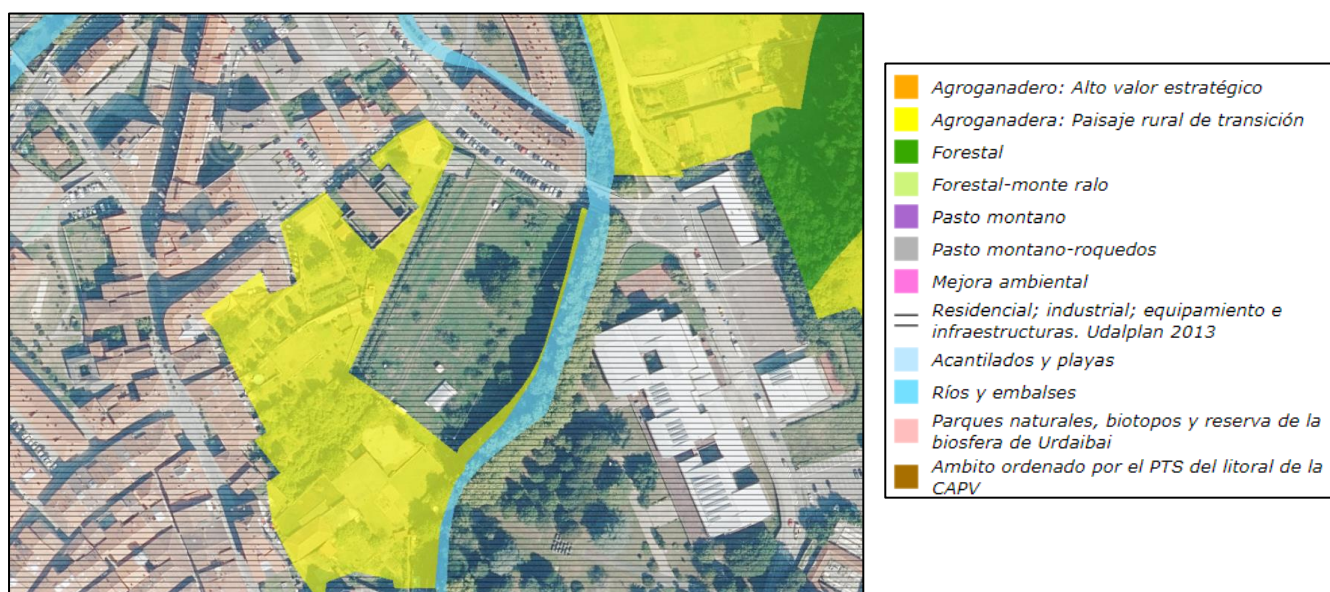 Agroganadero: Alto valor estratégico
Agroganadera: Paisaje rural de transición
Forestal
Forestal-monte ralo
Pasto montano
Pasto montano-roquedos
Mejora ambiental
Residencial; industrial; equipamiento e
infraestructuras. Udalplan 2013
Acantilados y playas
Ríos y embalses
Parques naturales, biotopos y reserva de la
biosfera de Urdaibai
Ambito ordenado por el PTS del litoral de la
CAPV